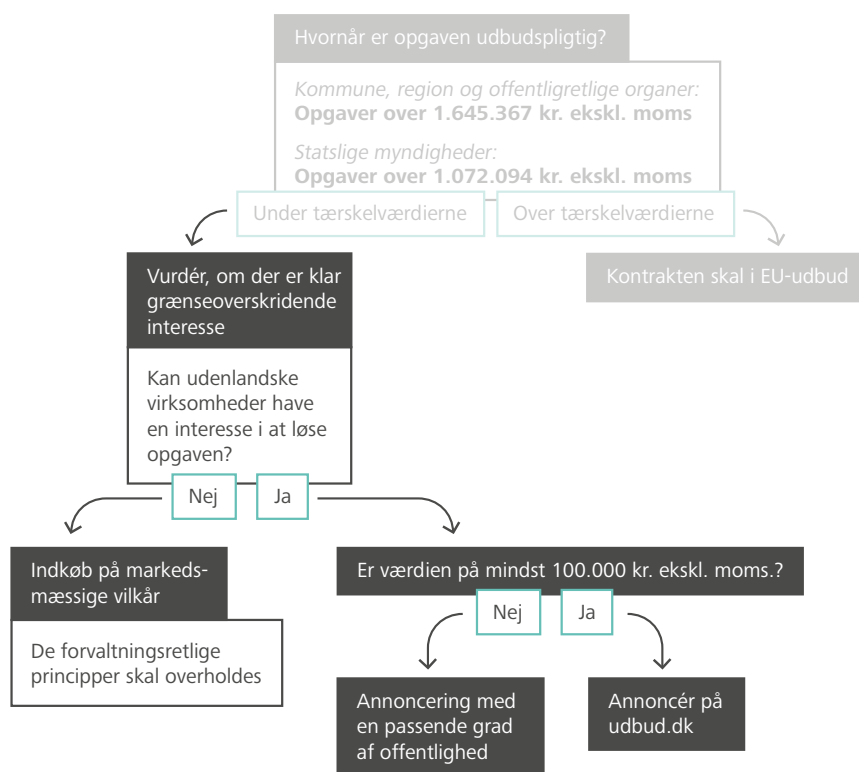 Hvornår er opgaven udbudspligtig?
Kommune, region og offentligretlige organer:
Opgaver over 1.645.367 kr. ekskl. moms
Statslige myndigheder:
Opgaver over 1.072.094 kr. ekskl. moms
Under tærskelværdierne
Over tærskelværdierne
Vurdér, om der er klar
grænseoverskridende
interesse
Kontrakten skal i EU-udbud
Kan udenlandske
virksomheder have
en interesse i at løse
opgaven?
Nej
Ja
Indkøb på markeds-
mæssige vilkår
De forvaltningsretlige
principper skal overholdes
Er værdien på mindst 100.000 kr. ekskl. moms.?
Nej
Ja
Annoncering med
en passende grad
af offentlighed
Annoncér på
udbud.dk